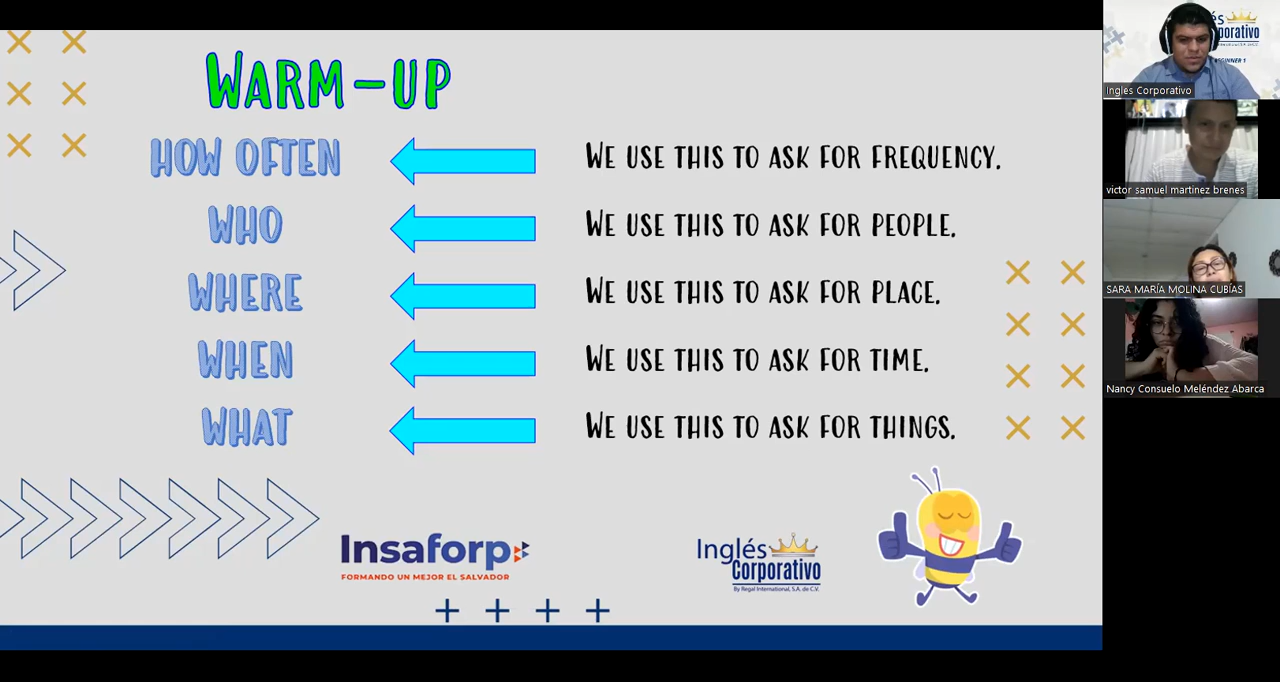 WARM-UP
HOW OFTEN WE USE THIS TO ASK FOR FREQUENCY.
WHO WE USE THIS TO ASK FOR PEOPLE.
WHERE WE USE THIS TO ASK FOR PLACE.
WHEN WE USE THIS TO ASK FOR TIME.
WHAT WE USE THIS TO ASK FOR THINGS.
Insaforp
FORMANDO UN MEJOR EL SALVADOR
Inglés
Corporativo
By Regal International, S.A. de C.V.
Ingles Corporativo
victor samuel martinez brenes
SARA MARÍA MOLINA CUBÍAS
Nancy Consuelo Meléndez Abarca